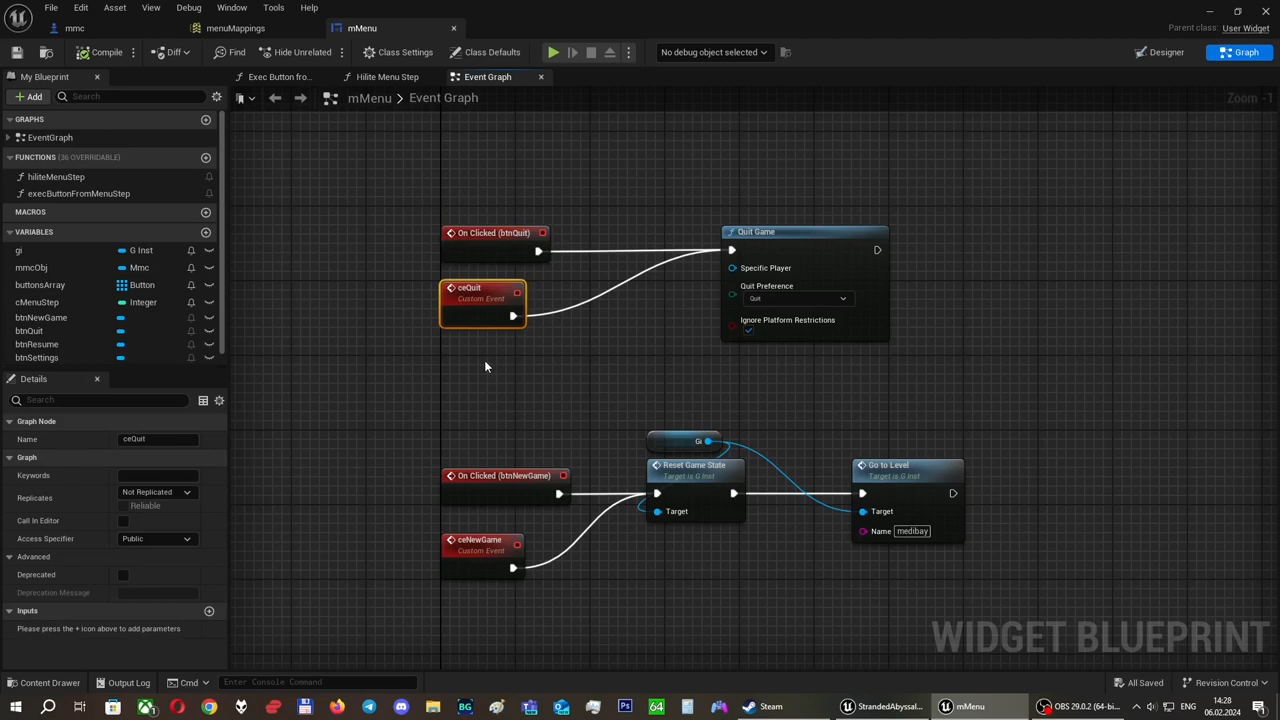 File Edit Asset View Debug Window Tools Help
mmc menuMappings mMenu Parent class: User Widget
Compile Diff Find Hide Unrelated Class Settings Class Defaults No debug object selected Designer Graph
My Blueprint Exec Button fro... Hilite Menu Step Event Graph
Add Search mMenu > Event Graph Zoom -1
GRAPHS
EventGraph
FUNCTIONS (36 OVERRIDABLE)
hiliteMenuStep
execButtonFromMenuStep
MACROS
VARIABLES
gi G Inst
mmcObj Mmc
buttonsArray Button
cMenuStep Integer
btnNewGame
btnQuit
btnResume
btnSettings
Details
Search
Graph Node
Name ceQuit
Graph
Keywords
Replicates Not Replicated
Reliable
Call In Editor
Access Specifier Public
Advanced
Deprecated
Deprecation Message
Inputs
Please press the + icon above to add parameters
On Clicked (btnQuit)
ceQuit
Custom Event
Quit Game
Specific Player
Quit Preference
Quit
Ignore Platform Restrictions
On Clicked (btnNewGame)
ceNewGame
Custom Event
Gi
Reset Game State
Target is G Inst
Target
Go to Level
Target is G Inst
Target
Name medibay
WIDGET BLUEPRINT
Content Drawer Output Log Cmd Enter Console Command All Saved Revision Control
Steam StrandedAbyssal... mMenu OBS 29.0.2 (64-bi... ENG 14:28
06.02.2024